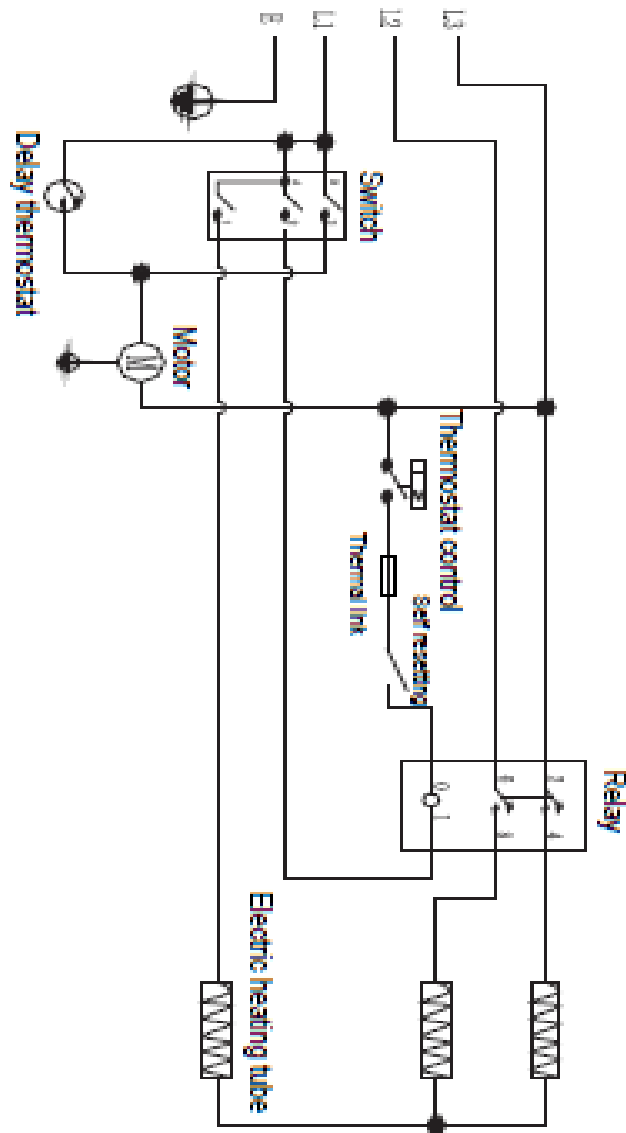 E
L1
L2
L3
Delay thermostat
Switch
Motor
M
Thermostat control
Thermal link
Self resetting
Relay
Electric heating tube